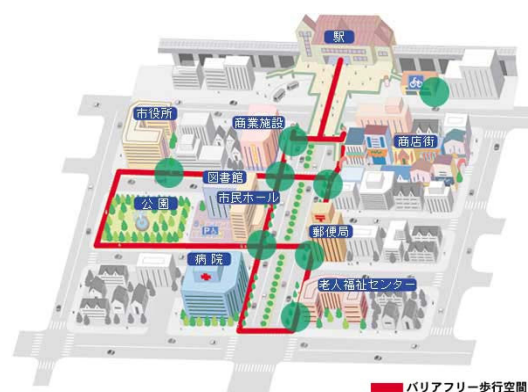 駅
市役所
商業施設
商店街
図書館
市民ホール
公園
郵便局
病院
老人福祉センター
バリアフリー歩行空間